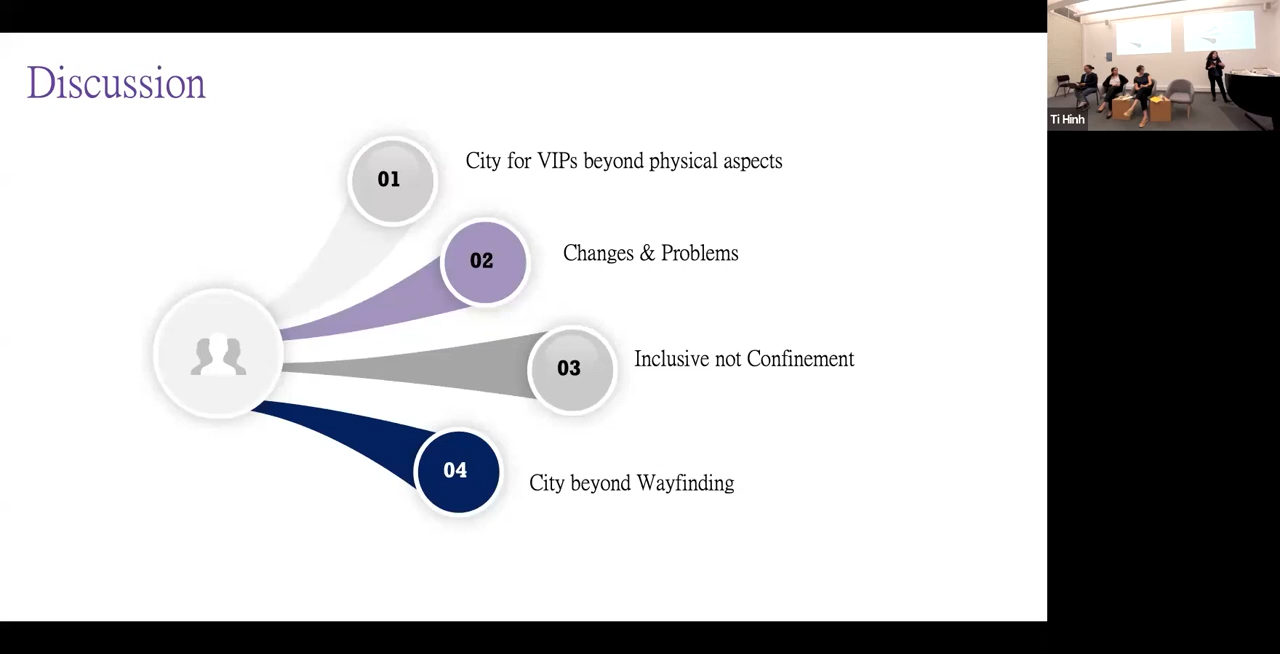 Discussion
01
City for VIPs beyond physical aspects
02
Changes & Problems
03
Inclusive not Confinement
04
City beyond Wayfinding
Ti Hinh